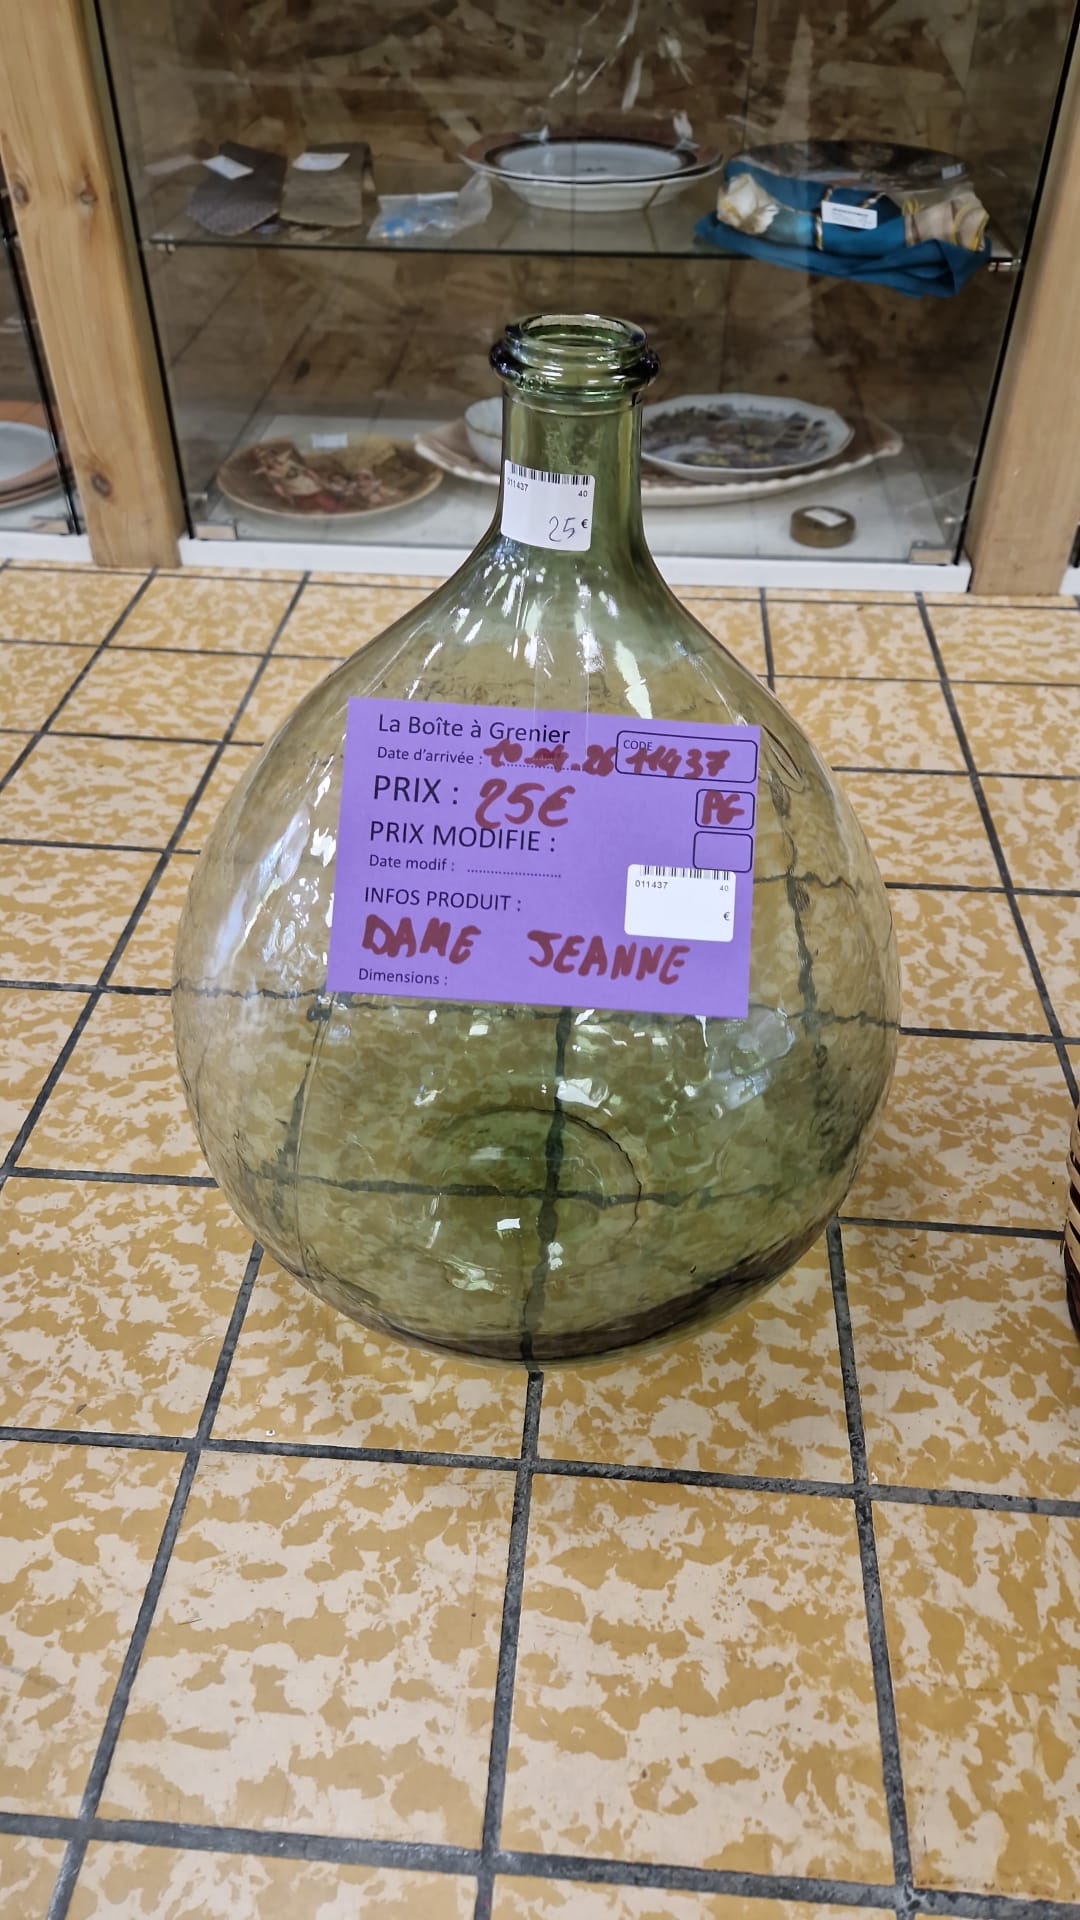 011437 40
25 €
La Boîte à Grenier
CODE
Date d'arrivée : 26 11437
PRIX : 25€
PG
PRIX MODIFIE :
Date modif :
011437 40
€
INFOS PRODUIT :
DAME JEANNE
Dimensions :